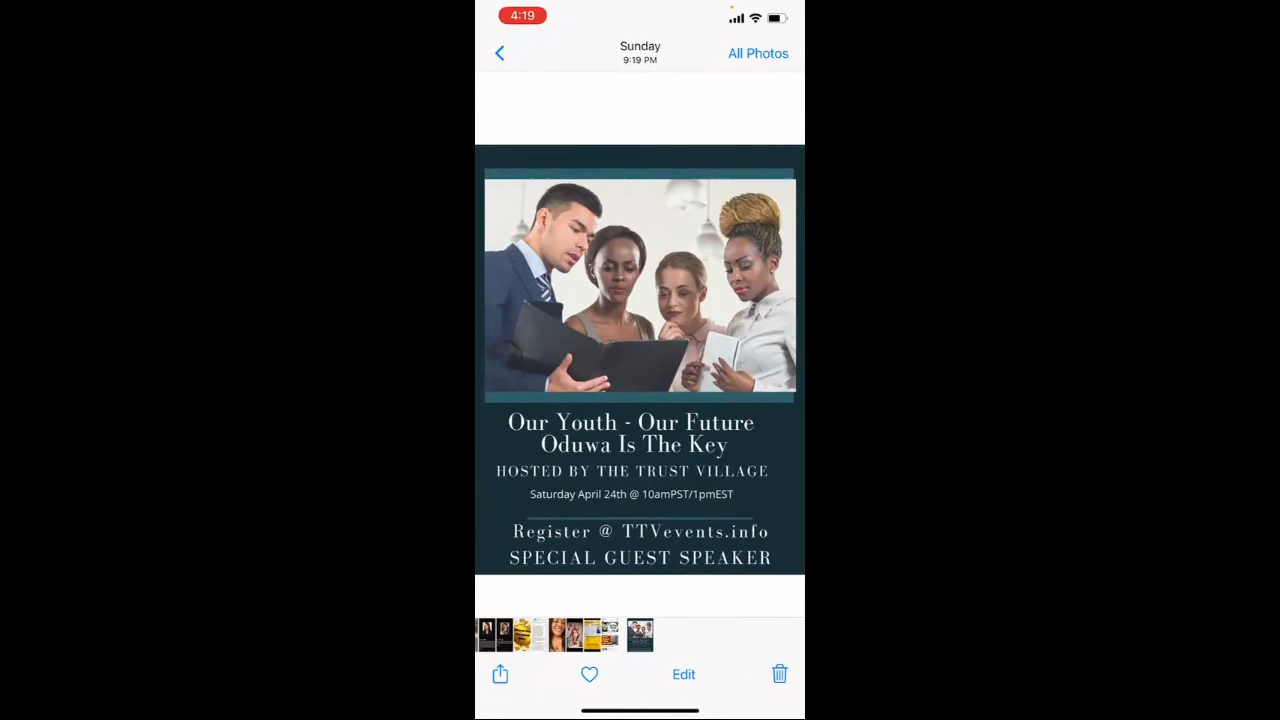 4:19
Sunday
9:19 PM
All Photos
Our Youth - Our Future
Oduwa Is The Key
HOSTED BY THE TRUST VILLAGE
Saturday April 24th @ 10amPST/1pmEST
Register @ TTVevents.info
SPECIAL GUEST SPEAKER
Edit